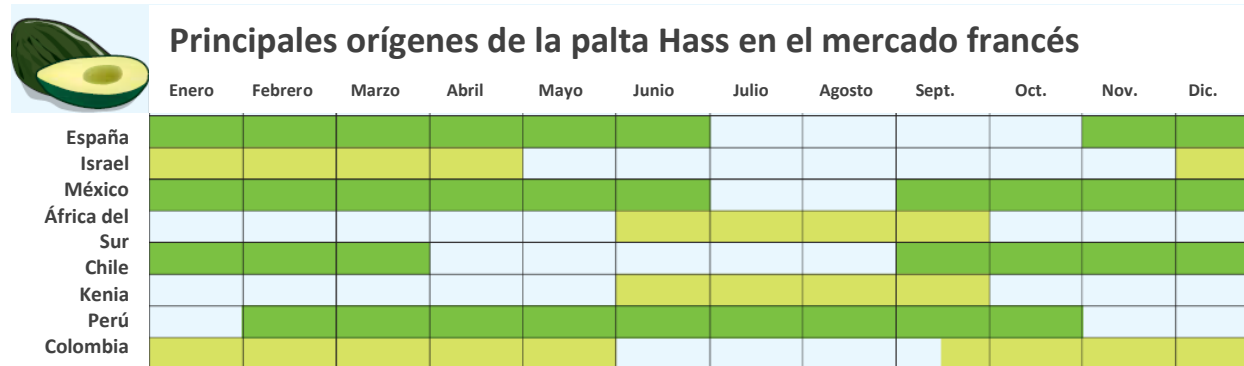 Principales orígenes de la palta Hass en el mercado francés
Enero Febrero Marzo Abril Mayo Junio Julio Agosto Sept. Oct. Nov. Dic.
España
Israel
México
África del
Sur
Chile
Kenia
Perú
Colombia